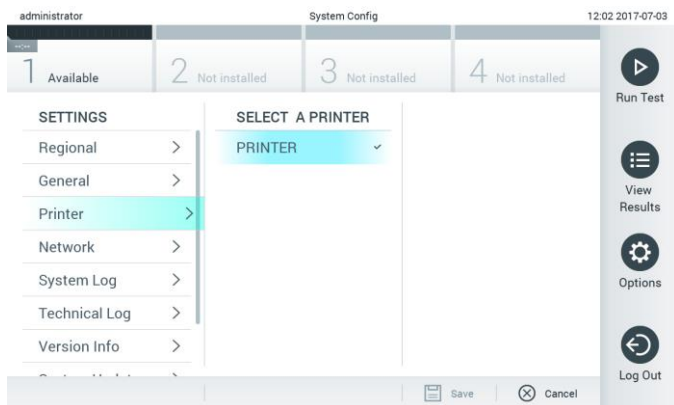 administrator System Config 12:02 2017-07-03
--:--
1 Available 2 Not installed 3 Not installed 4 Not installed
Run Test
SETTINGS SELECT A PRINTER
Regional PRINTER
General
View
Results
Printer
Network
System Log
Options
Technical Log
Version Info
Log Out
Save Cancel